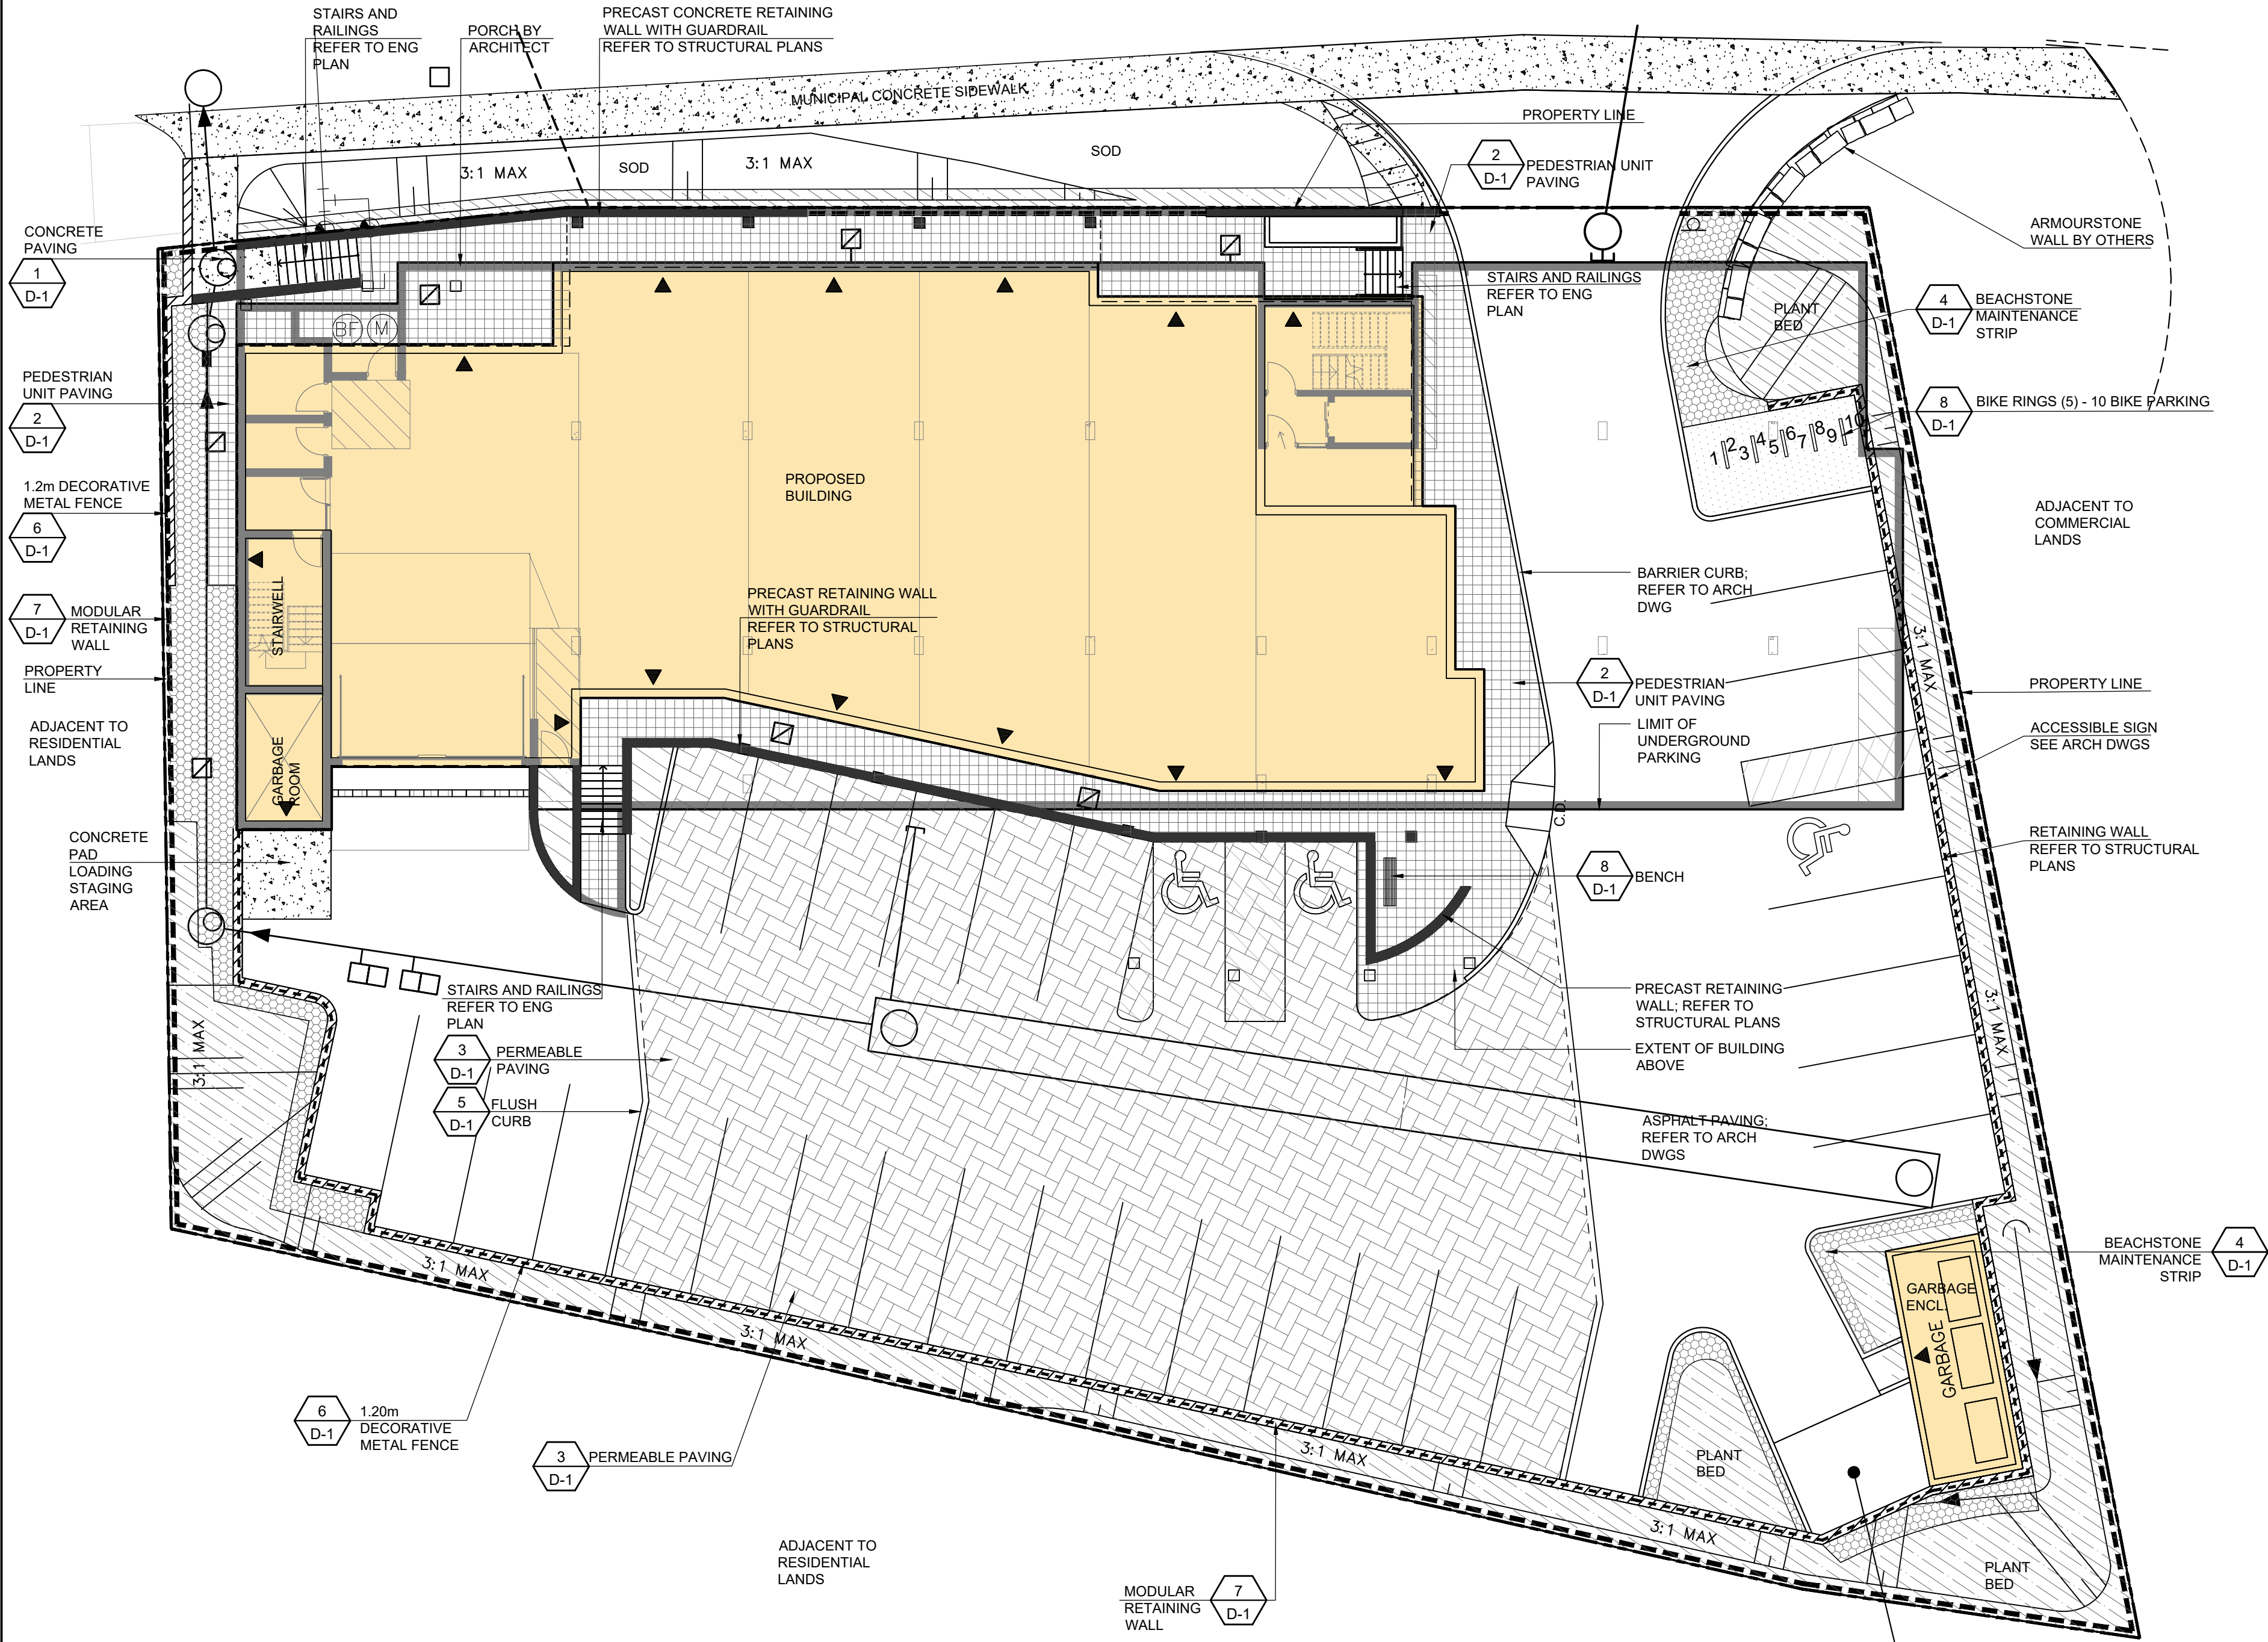 STAIRS AND
RAILINGS
REFER TO ENG
PLAN
PORCH BY
ARCHITECT
PRECAST CONCRETE RETAINING
WALL WITH GUARDRAIL
REFER TO STRUCTURAL PLANS
MUNICIPAL CONCRETE SIDEWALK
PROPERTY LINE
SOD
3:1 MAX
SOD
3:1 MAX
2
D-1
PEDESTRIAN UNIT
PAVING
CONCRETE
PAVING
1
D-1
ARMOURSTONE
WALL BY OTHERS
STAIRS AND RAILINGS
REFER TO ENG
PLAN
PLANT
BED
4
D-1
BEACHSTONE
MAINTENANCE
STRIP
BF
M
PEDESTRIAN
UNIT PAVING
2
D-1
8
D-1
BIKE RINGS (5) - 10 BIKE PARKING
1 2 3 4 5 6 7 8 9 10
PROPOSED
BUILDING
1.2m DECORATIVE
METAL FENCE
6
D-1
ADJACENT TO
COMMERCIAL
LANDS
STAIRWELL
PRECAST RETAINING WALL
WITH GUARDRAIL
REFER TO STRUCTURAL
PLANS
BARRIER CURB;
REFER TO ARCH
DWG
7
D-1
MODULAR
RETAINING
WALL
3:1 MAX
PROPERTY
LINE
2
D-1
PEDESTRIAN
UNIT PAVING
PROPERTY LINE
ADJACENT TO
RESIDENTIAL
LANDS
LIMIT OF
UNDERGROUND
PARKING
ACCESSIBLE SIGN
SEE ARCH DWGS
GARBAGE
ROOM
C.D.
CONCRETE
PAD
LOADING
STAGING
AREA
RETAINING WALL
REFER TO STRUCTURAL
PLANS
8
D-1
BENCH
STAIRS AND RAILINGS
REFER TO ENG
PLAN
PRECAST RETAINING
WALL; REFER TO
STRUCTURAL PLANS
3:1 MAX
3:1 MAX
3
D-1
PERMEABLE
PAVING
EXTENT OF BUILDING
ABOVE
5
D-1
FLUSH
CURB
ASPHALT PAVING;
REFER TO ARCH
DWGS
3:1 MAX
BEACHSTONE
MAINTENANCE
STRIP
4
D-1
GARBAGE
ENCL.
GARBAGE
3:1 MAX
6
D-1
1.20m
DECORATIVE
METAL FENCE
3
D-1
PERMEABLE PAVING
3:1 MAX
PLANT
BED
3:1 MAX
ADJACENT TO
RESIDENTIAL
LANDS
PLANT
BED
MODULAR
RETAINING
WALL
7
D-1